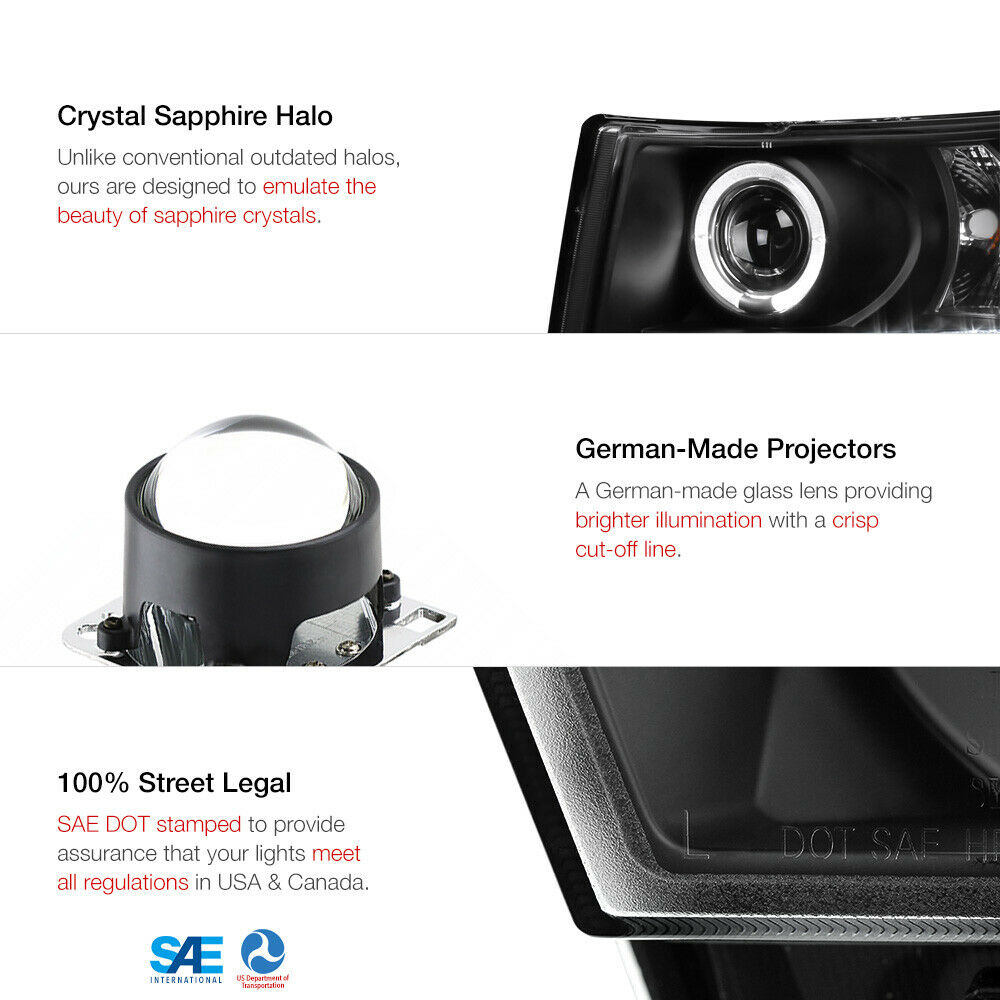 Crystal Sapphire Halo
Unlike conventional outdated halos,
ours are designed to emulate the
beauty of sapphire crystals.
German-Made Projectors
A German-made glass lens providing
brighter illumination with a crisp
cut-off line.
100% Street Legal
SAE DOT stamped to provide
assurance that your lights meet
all regulations in USA & Canada.
SAE
INTERNATIONAL
US Department of
Transportation
L DOT SAE